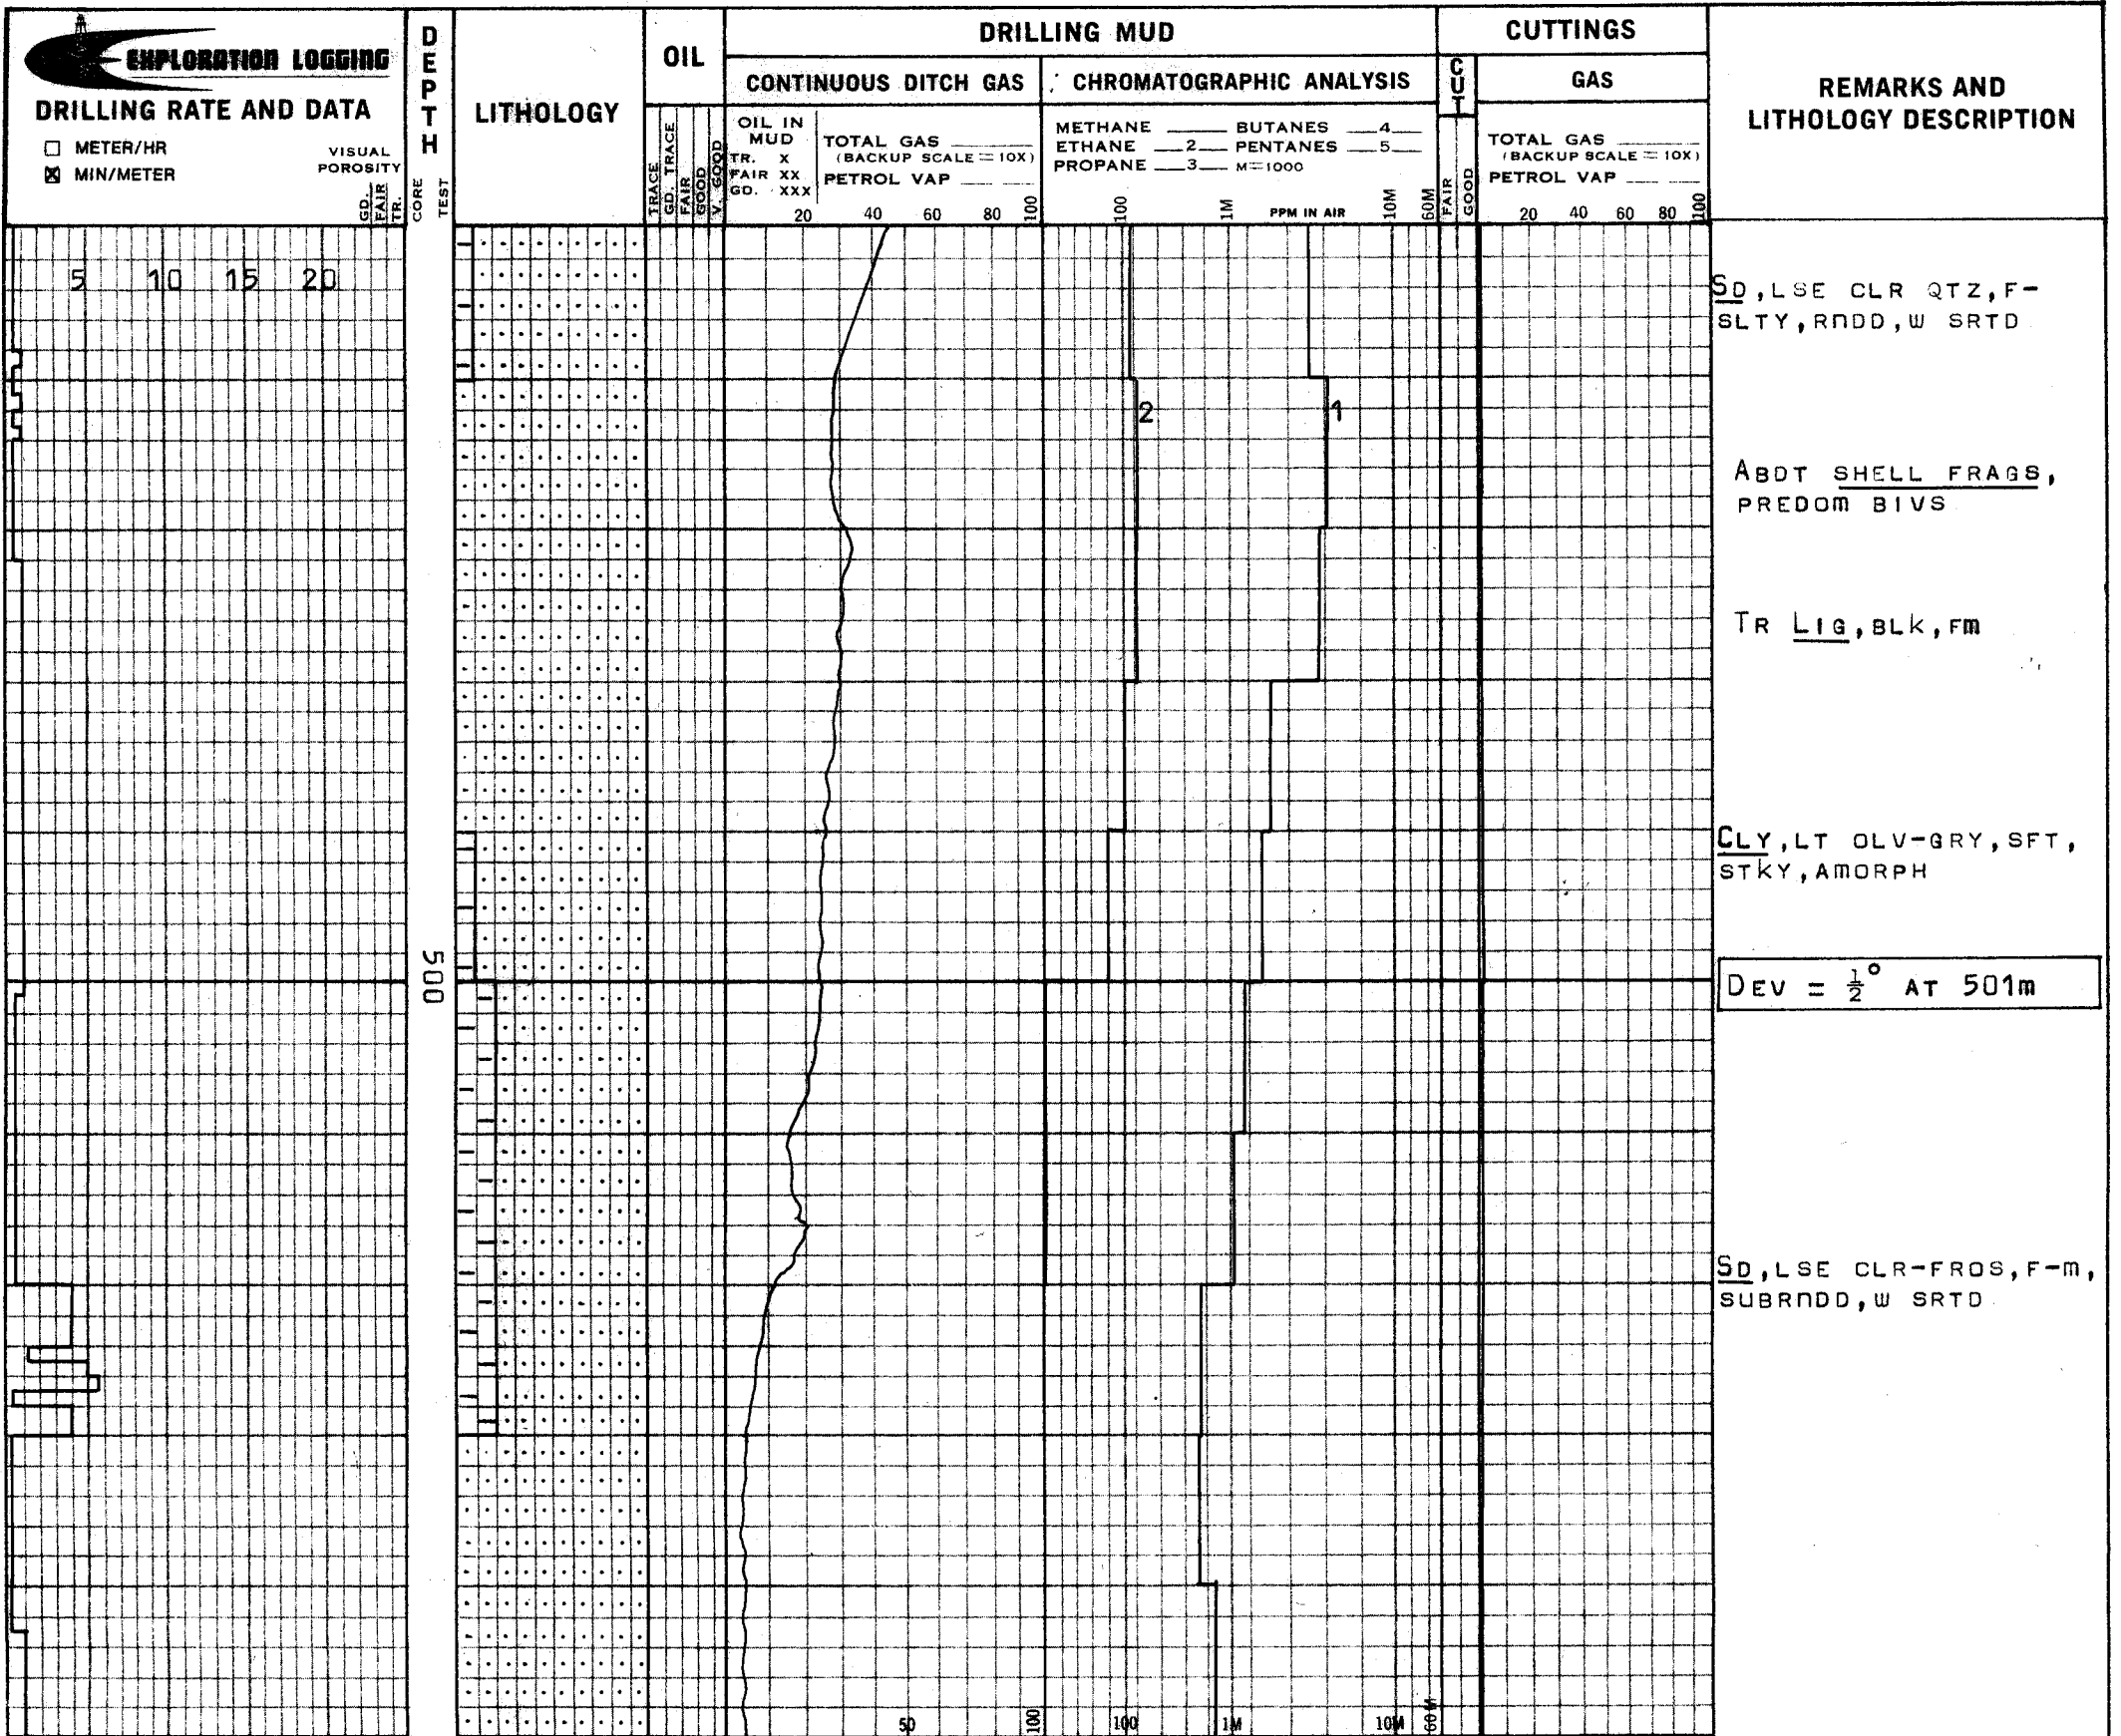 EXPLORATION LOGGING
DRILLING RATE AND DATA
☐ METER/HR
☒ MIN/METER
VISUAL
POROSITY
GD.
FAIR
TR.
DEPTH
CORE
TEST
LITHOLOGY
OIL
TRACE
GD. TRACE
FAIR
GOOD
V. GOOD
DRILLING MUD
CONTINUOUS DITCH GAS
OIL IN
MUD
TR. X
FAIR XX
GD. XXX
TOTAL GAS
(BACKUP SCALE = 10X)
PETROL VAP
20 40 60 80 100
CHROMATOGRAPHIC ANALYSIS
METHANE ____ BUTANES __4__
ETHANE __2__ PENTANES __5__
PROPANE __3__ M=1000
100 1M PPM IN AIR 10M 60M
CUTTINGS
CUT
FAIR
GOOD
GAS
TOTAL GAS
(BACKUP SCALE = 10X)
PETROL VAP
20 40 60 80 100
REMARKS AND
LITHOLOGY DESCRIPTION
5 10 15 20
SD, LSE CLR QTZ, F-
SLTY, RNDD, W SRTD
2 1
ABDT SHELL FRAGS,
PREDOM BIVS
TR LIG, BLK, FM
CLY, LT OLV-GRY, SFT,
STKY, AMORPH
500
DEV = ½° AT 501m
SD, LSE CLR-FROS, F-M,
SUBRNDD, W SRTD
50 100 100 1M 10M 60M